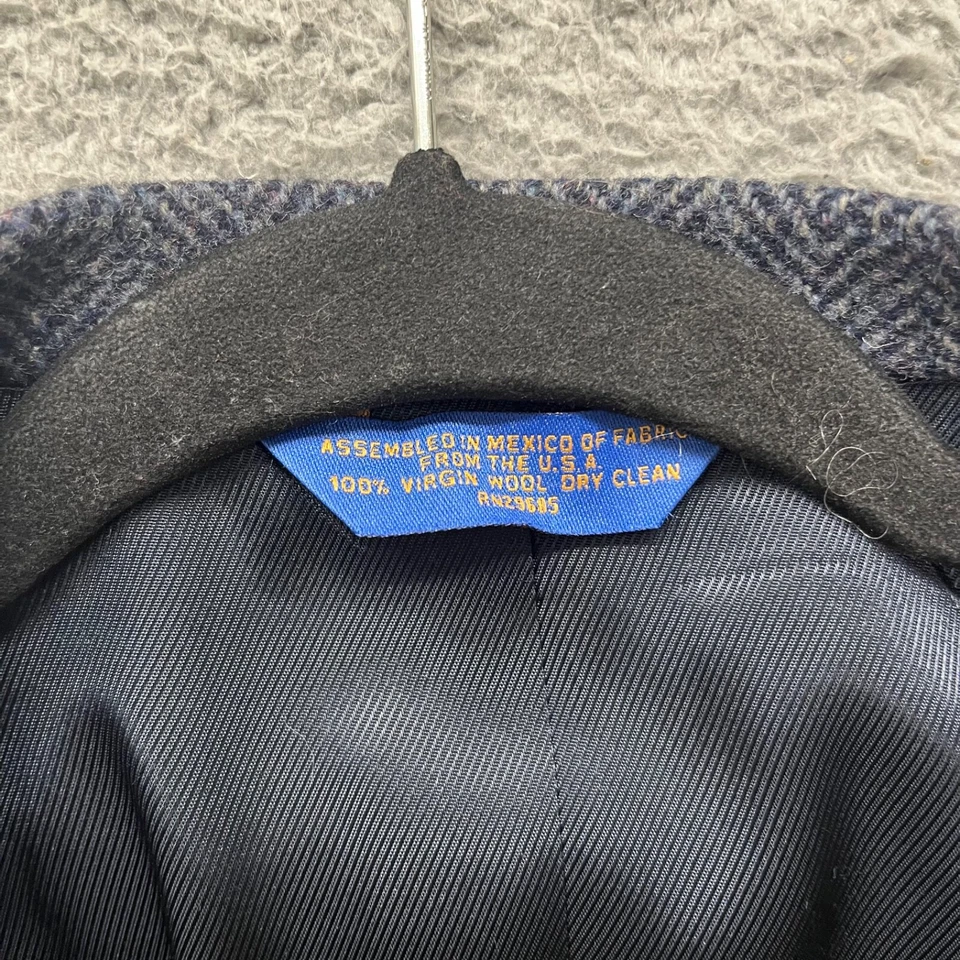 ASSEMBLED IN MEXICO OF FABRIC
FROM THE U.S.A.
100% VIRGIN WOOL DRY CLEAN
RN29685